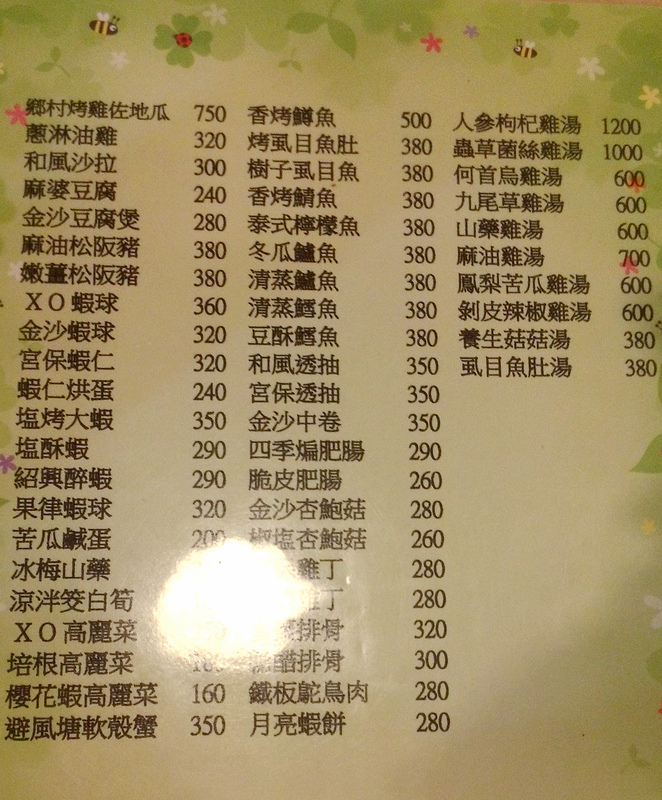 鄉村烤雞佐地瓜 750
蔥淋油雞 320
和風沙拉 300
麻婆豆腐 240
金沙豆腐煲 280
麻油松阪豬 380
嫩薑松阪豬 380
XO蝦球 360
金沙蝦球 320
宮保蝦仁 320
蝦仁烘蛋 240
塩烤大蝦 350
塩酥蝦 290
紹興醉蝦 290
果律蝦球 320
苦瓜鹹蛋 200
冰梅山藥
涼泮筊白筍
XO高麗菜
培根高麗菜
櫻花蝦高麗菜 160
避風塘軟殼蟹 350
香烤鱒魚 500
烤虱目魚肚 380
樹子虱目魚 380
香烤鯖魚 380
泰式檸檬魚 380
冬瓜鱸魚 380
清蒸鱸魚 380
清蒸鱈魚 380
豆酥鱈魚 380
和風透抽 350
宮保透抽 350
金沙中卷 350
四季煸肥腸 290
脆皮肥腸 260
金沙杏鮑菇 280
椒塩杏鮑菇 260
雞丁 280
丁 280
排骨 320
醋排骨 300
鐵板鴕鳥肉 280
月亮蝦餅 280
人參枸杞雞湯 1200
蟲草菌絲雞湯 1000
何首烏雞湯 600
九尾草雞湯 600
山藥雞湯 600
麻油雞湯 700
鳳梨苦瓜雞湯 600
剝皮辣椒雞湯 600
養生菇菇湯 380
虱目魚肚湯 380